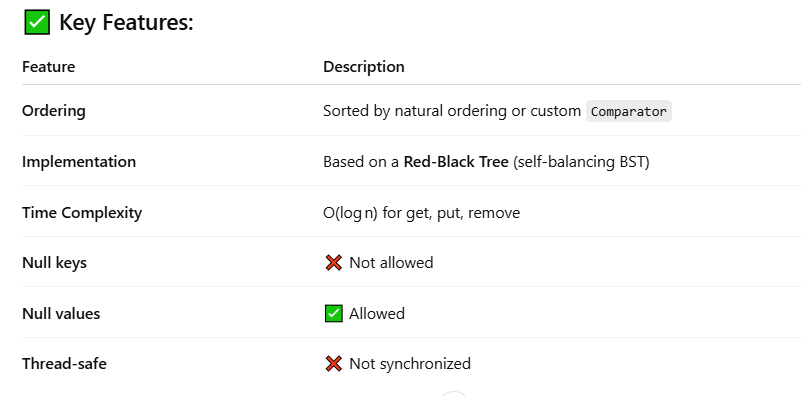 ✅ Key Features:
Feature Description
Ordering Sorted by natural ordering or custom Comparator
Implementation Based on a Red-Black Tree (self-balancing BST)
Time Complexity O(log n) for get, put, remove
Null keys ❌ Not allowed
Null values ✅ Allowed
Thread-safe ❌ Not synchronized